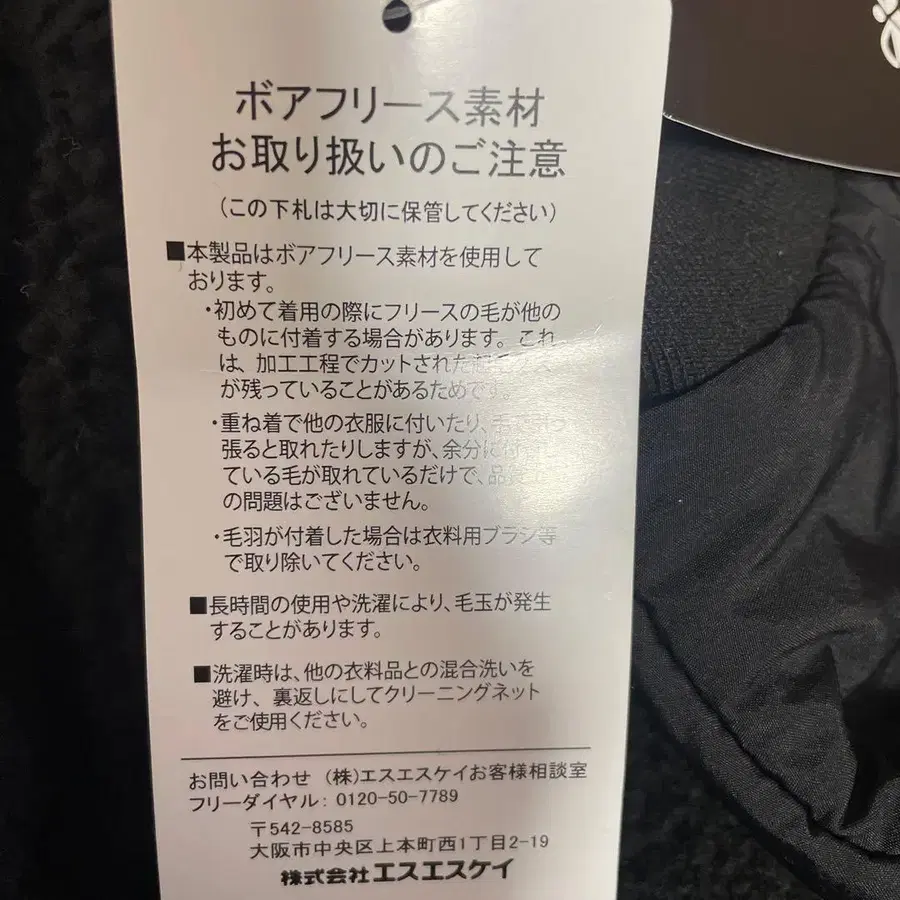 ボアフリース素材
お取り扱いのご注意
(この下札は大切に保管してください)
■本製品はボアフリース素材を使用して
おります。
・初めて着用の際にフリースの毛が他の
ものに付着する場合があります。これ
は、加工工程でカットされた
が残っていることがあるためです。
・重ね着で他の衣服に付いたり、
張ると取れたりしますが、余分に付着し
ている毛が取れているだけで、
の問題はございません。
・毛羽が付着した場合は衣料用ブラシ等
で取り除いてください。
■長時間の使用や洗濯により、毛玉が発生
することがあります。
■洗濯時は、他の衣料品との混合洗いを
避け、裏返しにしてクリーニングネット
をご使用ください。
お問い合わせ (株)エスエスケイお客様相談室
フリーダイヤル: 0120-50-7789
〒542-8585
大阪市中央区上本町西1丁目2-19
株式会社エスエスケイ